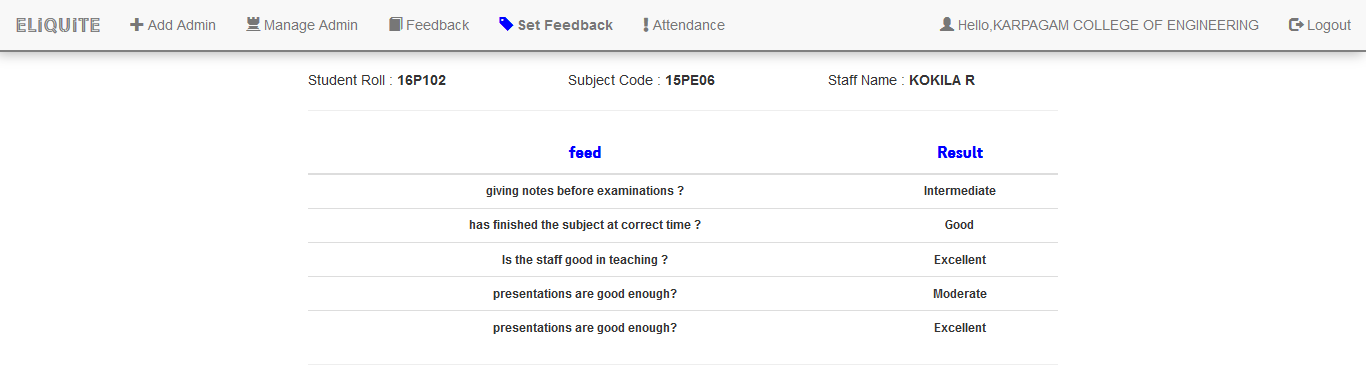 ELiQUiTE Add Admin Manage Admin Feedback Set Feedback Attendance Hello,KARPAGAM COLLEGE OF ENGINEERING Logout
Student Roll : 16P102 Subject Code : 15PE06 Staff Name : KOKILA R
feed Result
giving notes before examinations ? Intermediate
has finished the subject at correct time ? Good
Is the staff good in teaching ? Excellent
presentations are good enough? Moderate
presentations are good enough? Excellent